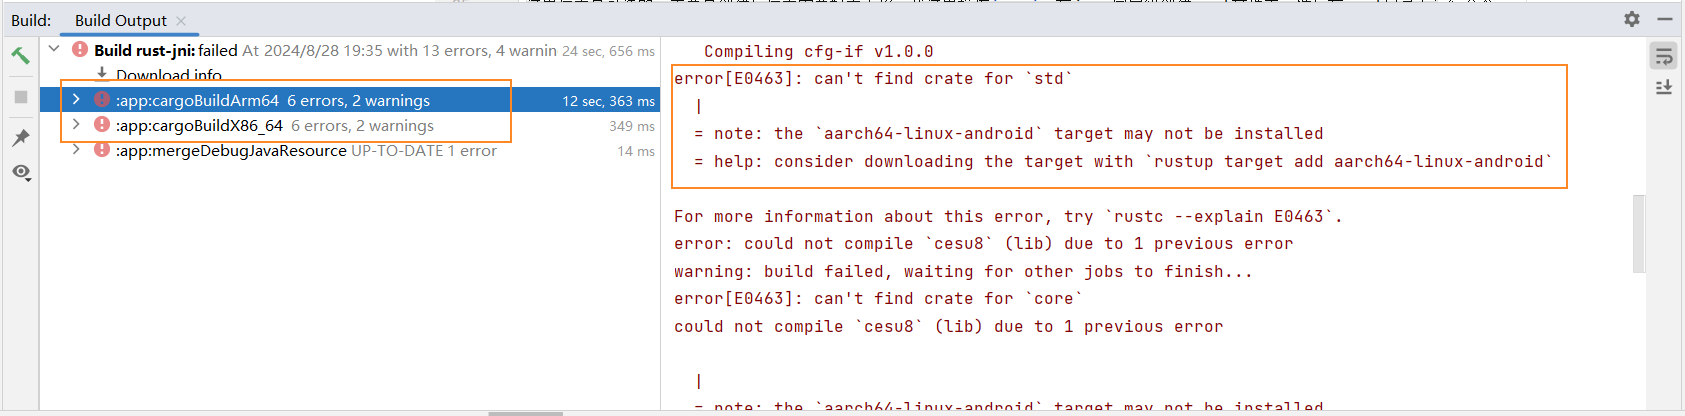 Build: Build Output
Build rust-jni: failed At 2024/8/28 19:35 with 13 errors, 4 warnin 24 sec, 656 ms
Download info
:app:cargoBuildArm64 6 errors, 2 warnings 12 sec, 363 ms
:app:cargoBuildX86_64 6 errors, 2 warnings 349 ms
:app:mergeDebugJavaResource UP-TO-DATE 1 error 14 ms
Compiling cfg-if v1.0.0
error[E0463]: can't find crate for `std`
|
= note: the `aarch64-linux-android` target may not be installed
= help: consider downloading the target with `rustup target add aarch64-linux-android`
For more information about this error, try `rustc --explain E0463`.
error: could not compile `cesu8` (lib) due to 1 previous error
warning: build failed, waiting for other jobs to finish...
error[E0463]: can't find crate for `core`
could not compile `cesu8` (lib) due to 1 previous error
|
= note: the `aarch64-linux-android` target may not be installed